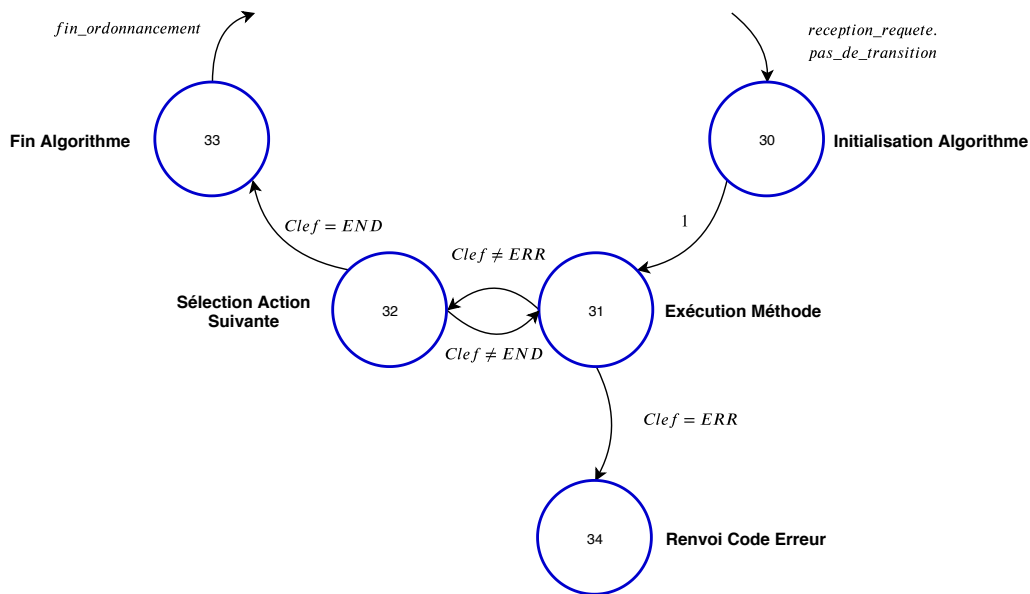 fin_ordonnancement
reception_requete.
pas_de_transition
Fin Algorithme
33
30
Initialisation Algorithme
Clef = END
1
Clef ≠ ERR
Sélection Action
Suivante
32
31
Exécution Méthode
Clef ≠ END
Clef = ERR
34
Renvoi Code Erreur